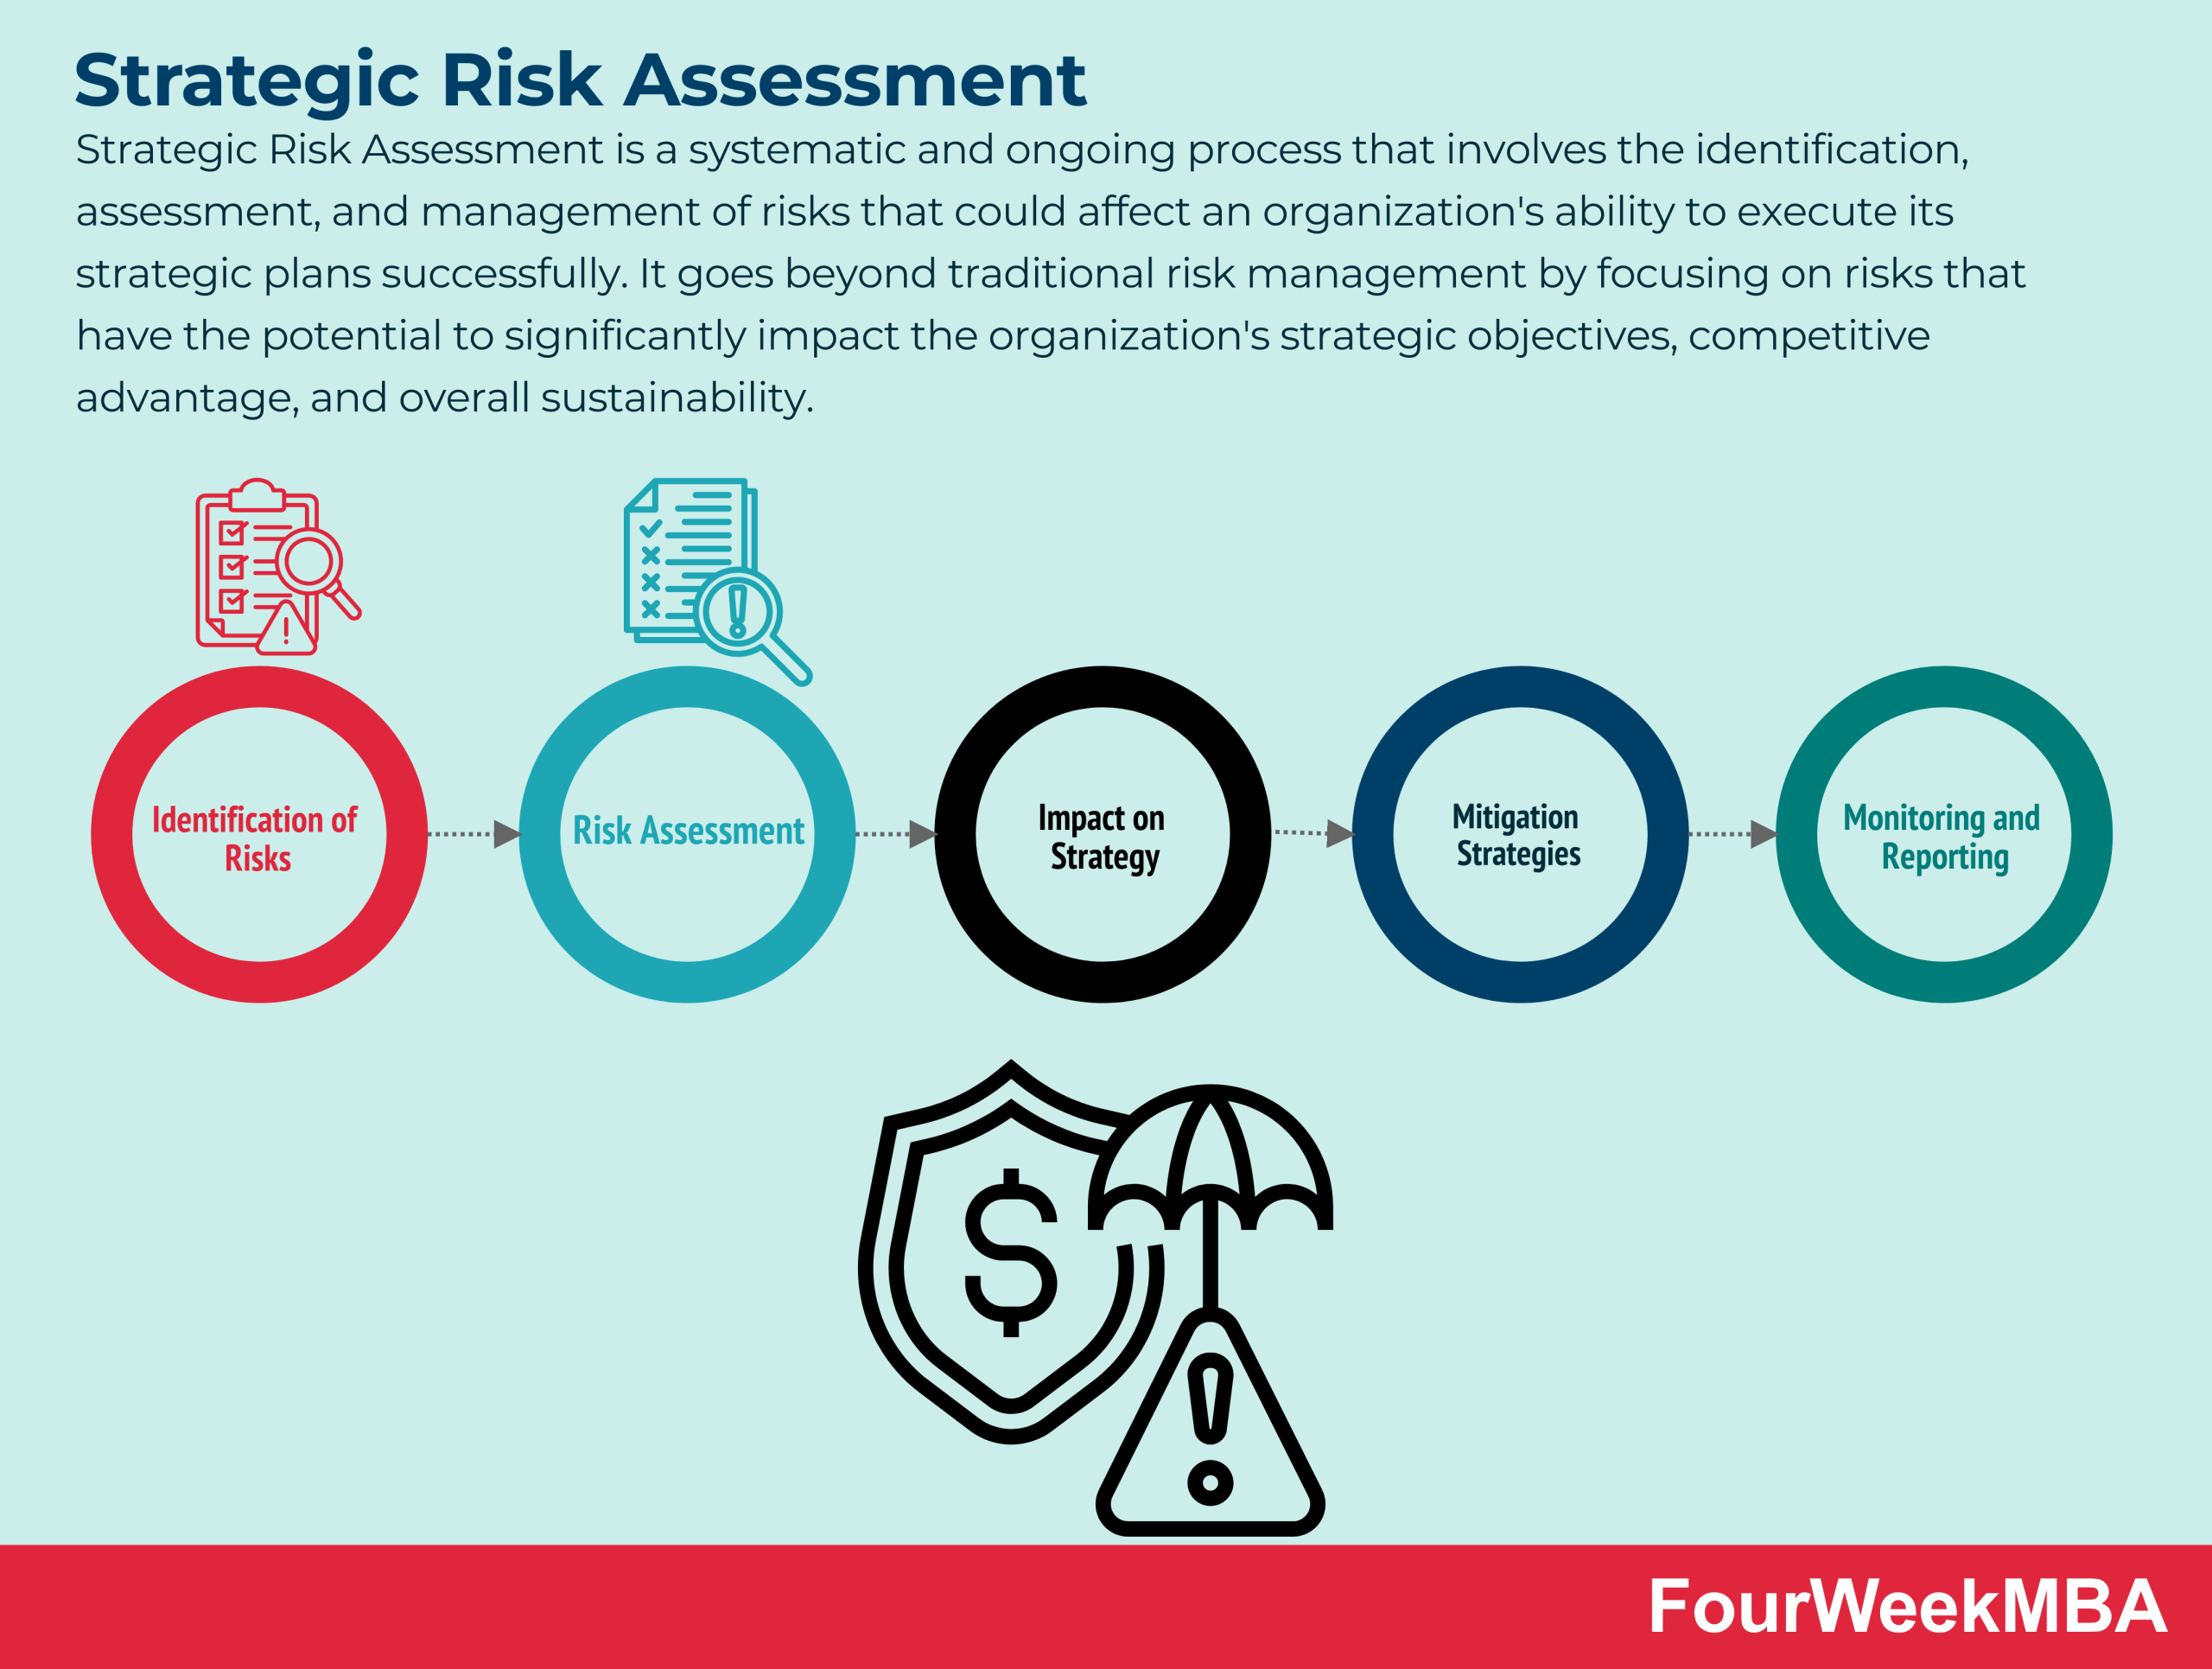 Strategic Risk Assessment
Strategic Risk Assessment is a systematic and ongoing process that involves the identification,
assessment, and management of risks that could affect an organization's ability to execute its
strategic plans successfully. It goes beyond traditional risk management by focusing on risks that
have the potential to significantly impact the organization's strategic objectives, competitive
advantage, and overall sustainability.
Identification of
Risks
Risk Assessment
Impact on
Strategy
Mitigation
Strategies
Monitoring and
Reporting
$
FourWeekMBA